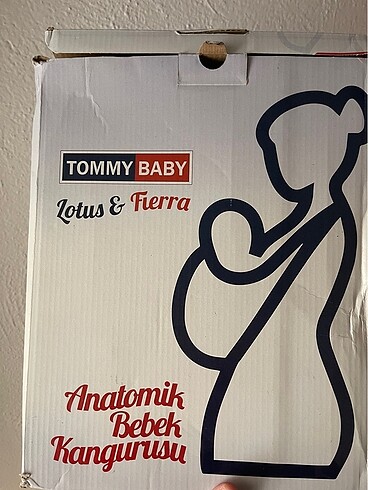 TOMMY BABY
Lotus & Fierra
Anatomik
Bebek
Kangurusu